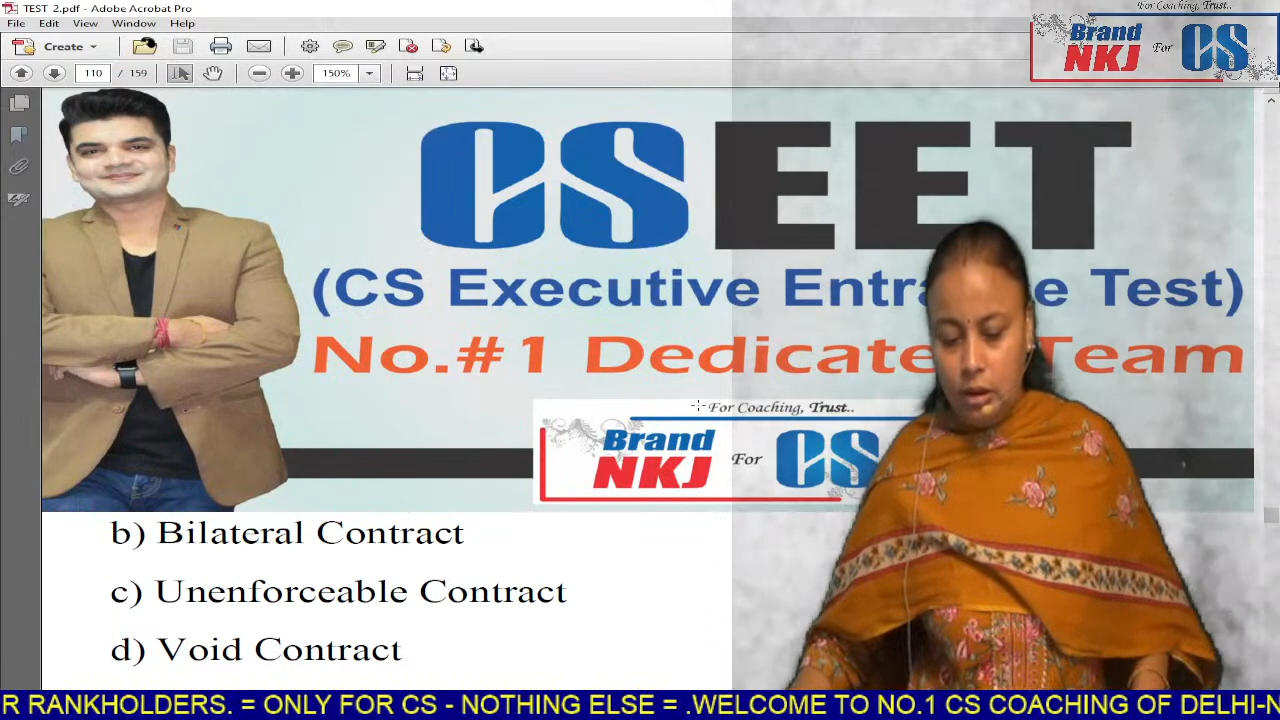 TEST 2.pdf - Adobe Acrobat Pro
File Edit View Window Help
Create
110 / 159 150%
For Coaching, Trust..
Brand
NKJ For CS
CSEET
(CS Executive Entra e Test)
No.#1 Dedicate Team
For Coaching, Trust..
Brand
NKJ For CS
b) Bilateral Contract
c) Unenforceable Contract
d) Void Contract
R RANKHOLDERS. = ONLY FOR CS - NOTHING ELSE = .WELCOME TO NO.1 CS COACHING OF DELHI-N